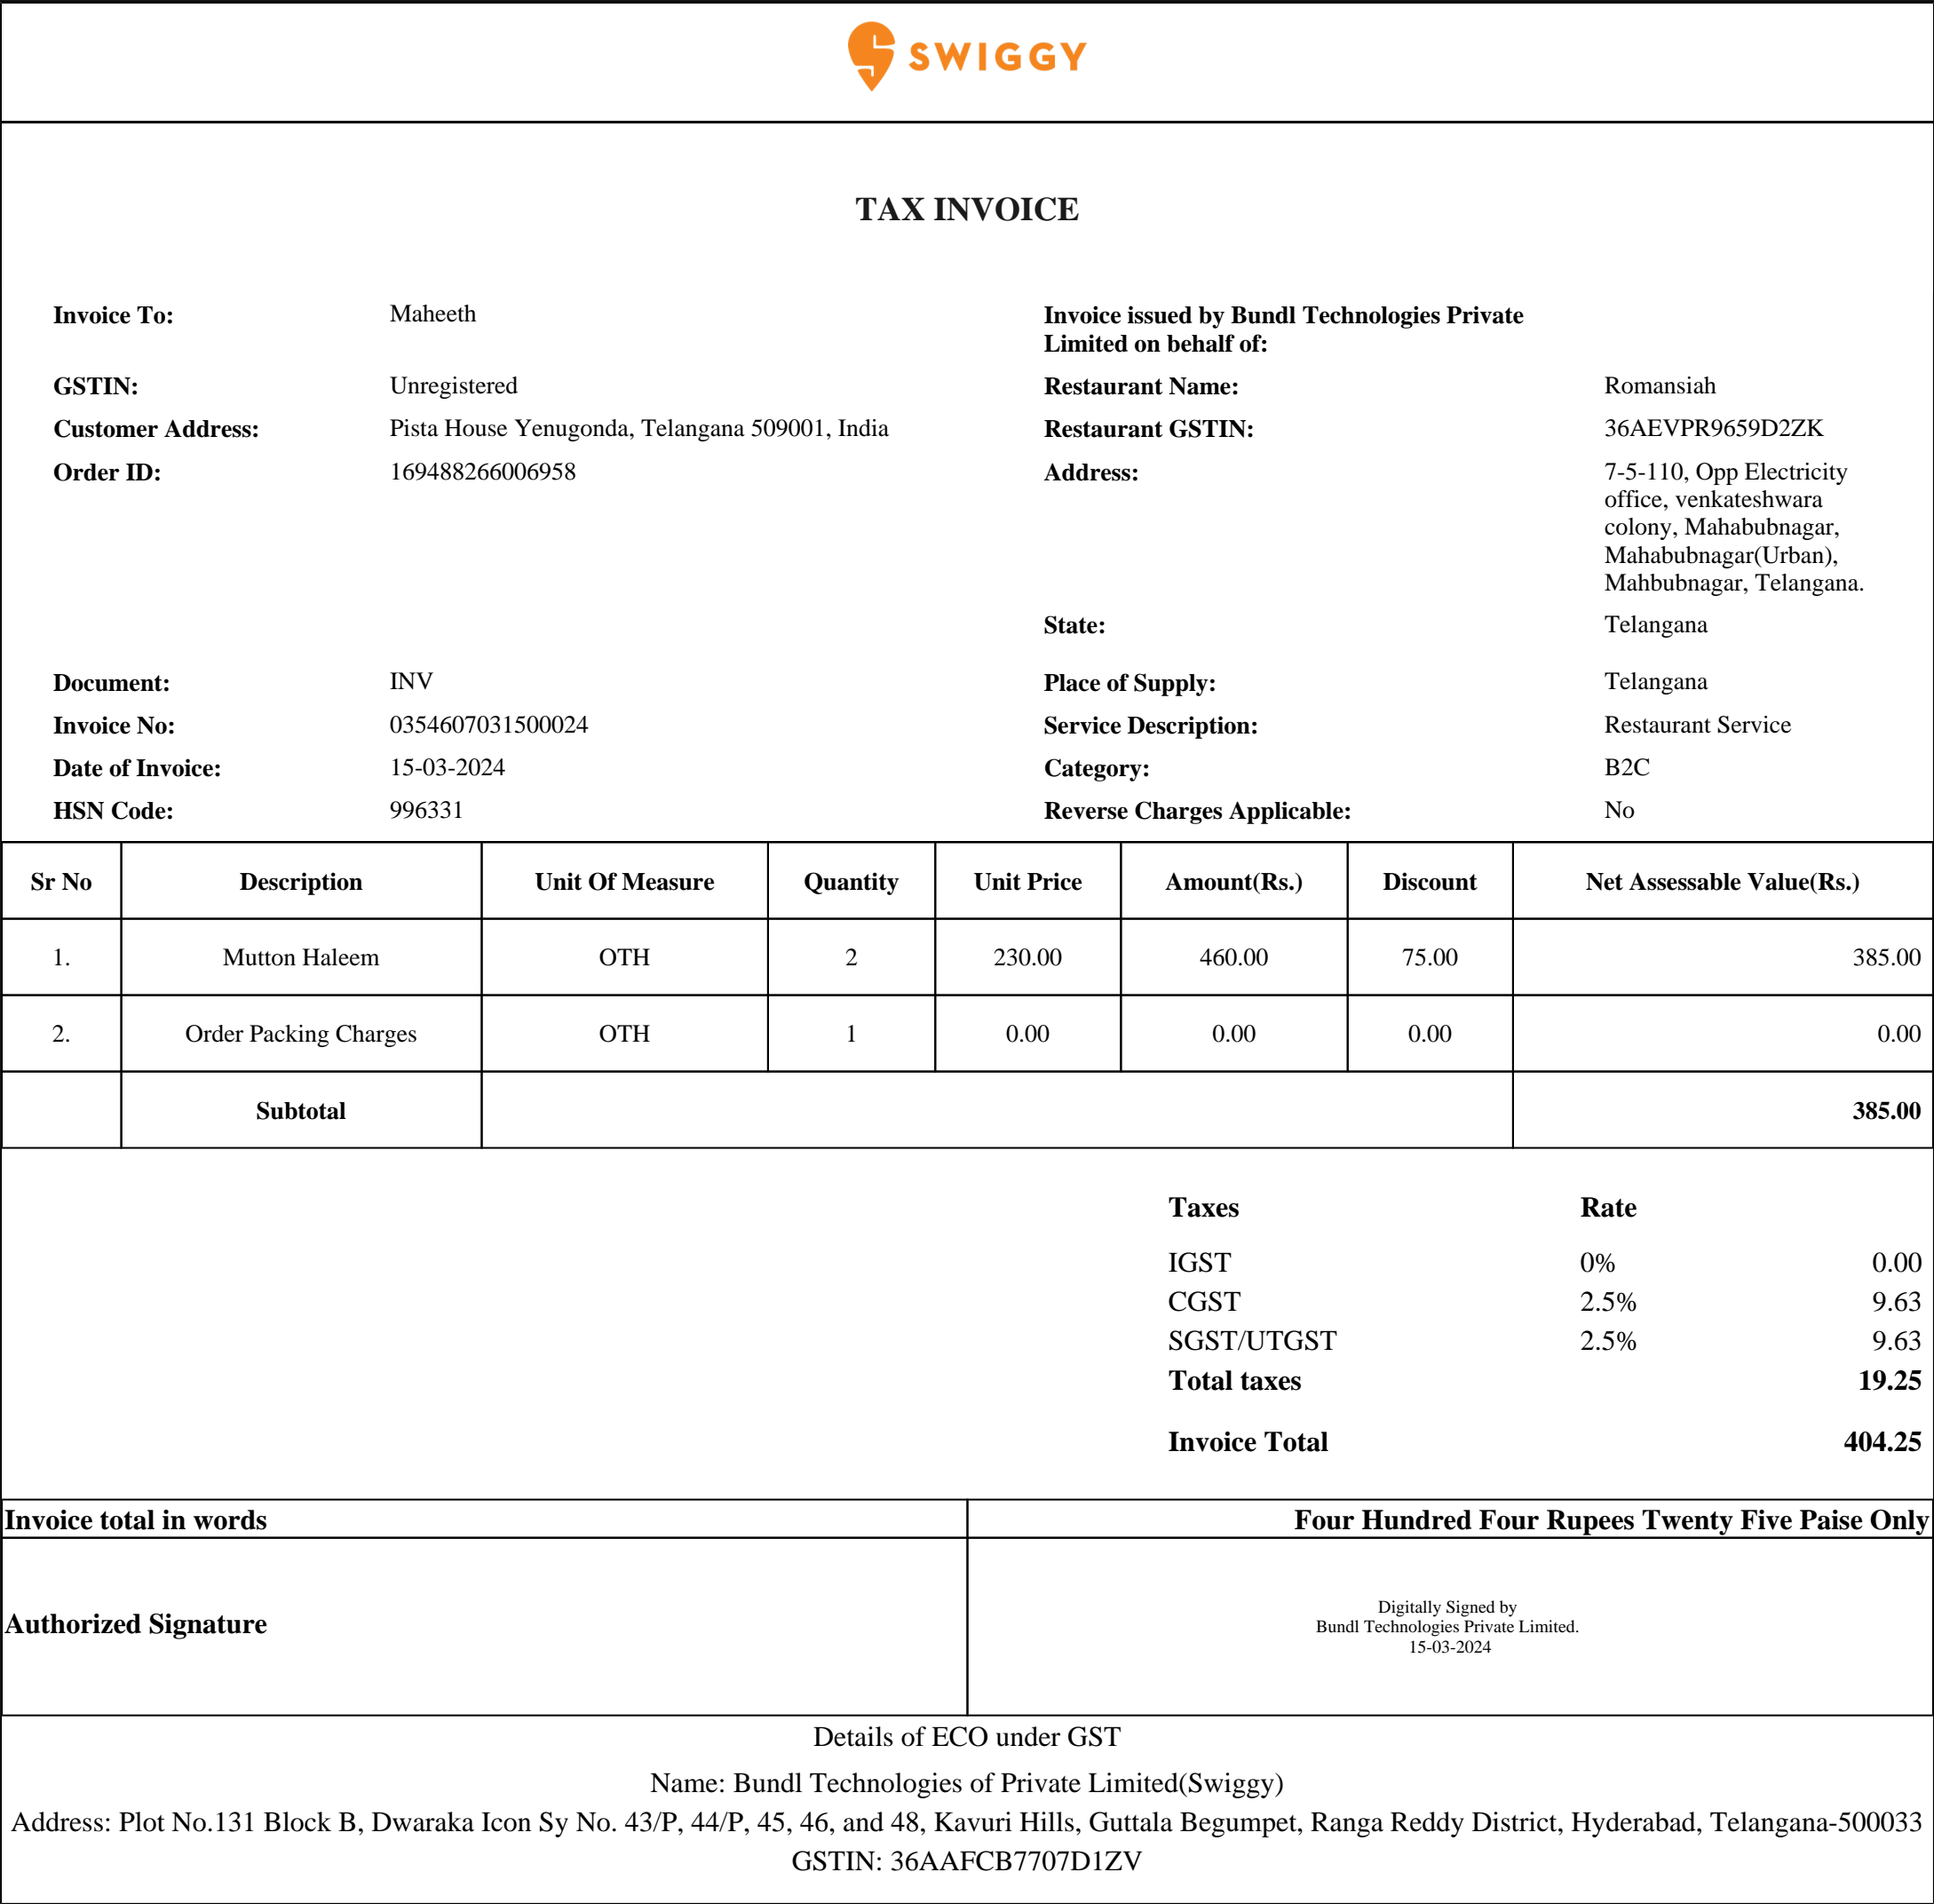 SWIGGY
TAX INVOICE
Invoice To: Maheeth
Invoice issued by Bundl Technologies Private
Limited on behalf of:
GSTIN: Unregistered
Restaurant Name: Romansiah
Customer Address: Pista House Yenugonda, Telangana 509001, India
Restaurant GSTIN: 36AEVPR9659D2ZK
Order ID: 169488266006958
Address: 7-5-110, Opp Electricity
office, venkateshwara
colony, Mahabubnagar,
Mahabubnagar(Urban),
Mahbubnagar, Telangana.
State: Telangana
Document: INV
Place of Supply: Telangana
Invoice No: 0354607031500024
Service Description: Restaurant Service
Date of Invoice: 15-03-2024
Category: B2C
HSN Code: 996331
Reverse Charges Applicable: No
Sr No Description Unit Of Measure Quantity Unit Price Amount(Rs.) Discount Net Assessable Value(Rs.)
1. Mutton Haleem OTH 2 230.00 460.00 75.00 385.00
2. Order Packing Charges OTH 1 0.00 0.00 0.00 0.00
Subtotal 385.00
Taxes Rate
IGST 0% 0.00
CGST 2.5% 9.63
SGST/UTGST 2.5% 9.63
Total taxes 19.25
Invoice Total 404.25
Invoice total in words Four Hundred Four Rupees Twenty Five Paise Only
Authorized Signature
Digitally Signed by
Bundl Technologies Private Limited.
15-03-2024
Details of ECO under GST
Name: Bundl Technologies of Private Limited(Swiggy)
Address: Plot No.131 Block B, Dwaraka Icon Sy No. 43/P, 44/P, 45, 46, and 48, Kavuri Hills, Guttala Begumpet, Ranga Reddy District, Hyderabad, Telangana-500033
GSTIN: 36AAFCB7707D1ZV